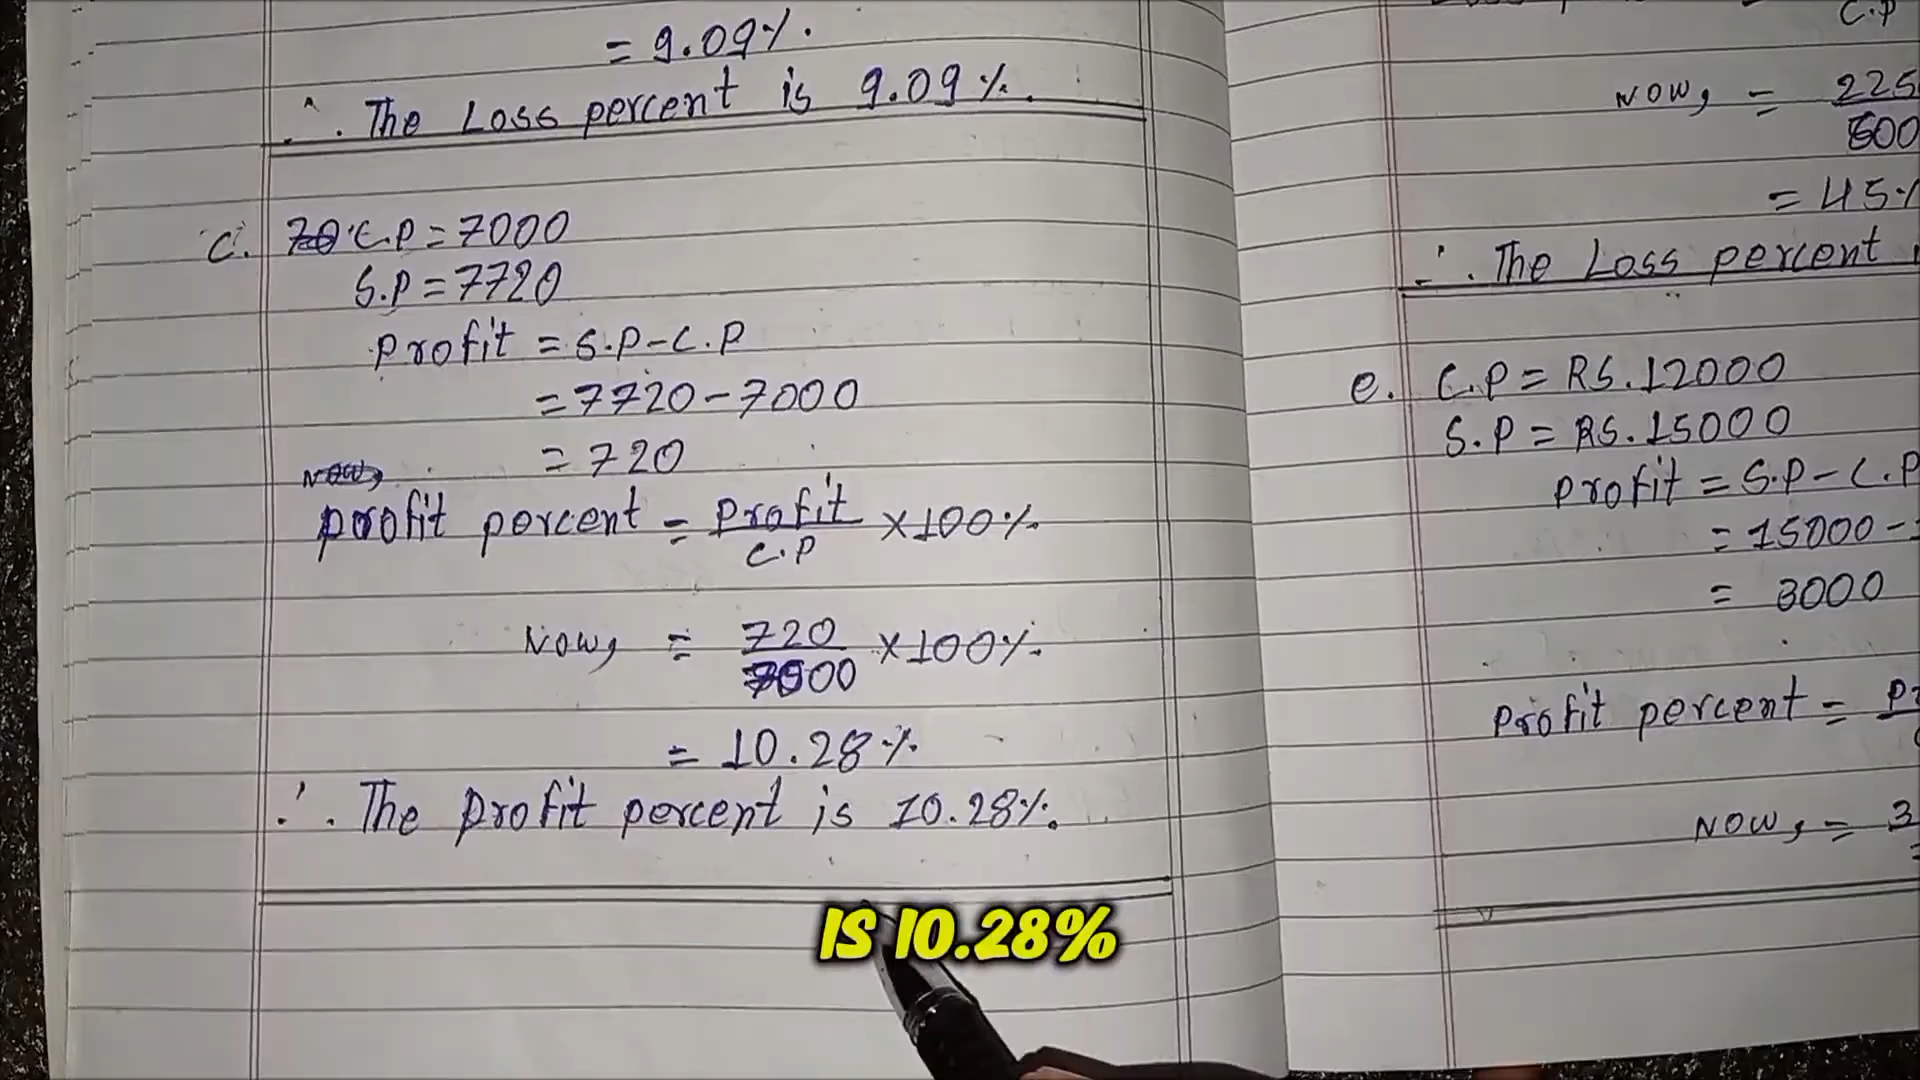 = 9.09%.
∴ The Loss percent is 9.09%.
c. C.P = 7000
S.P = 7720
profit = S.P - C.P
= 7720 - 7000
= 720
Now,
profit percent = Profit / C.P × 100%
Now, = 720 / 7000 × 100%
= 10.28%
∴ The profit percent is 10.28%.
C.P
Now, = 225 / 500
= 45%
∴ The Loss percent
e. C.P = RS. 12000
S.P = RS. 15000
Profit = S.P - C.P
= 15000 -
= 3000
Profit percent =
Now, = 3
IS 10.28%